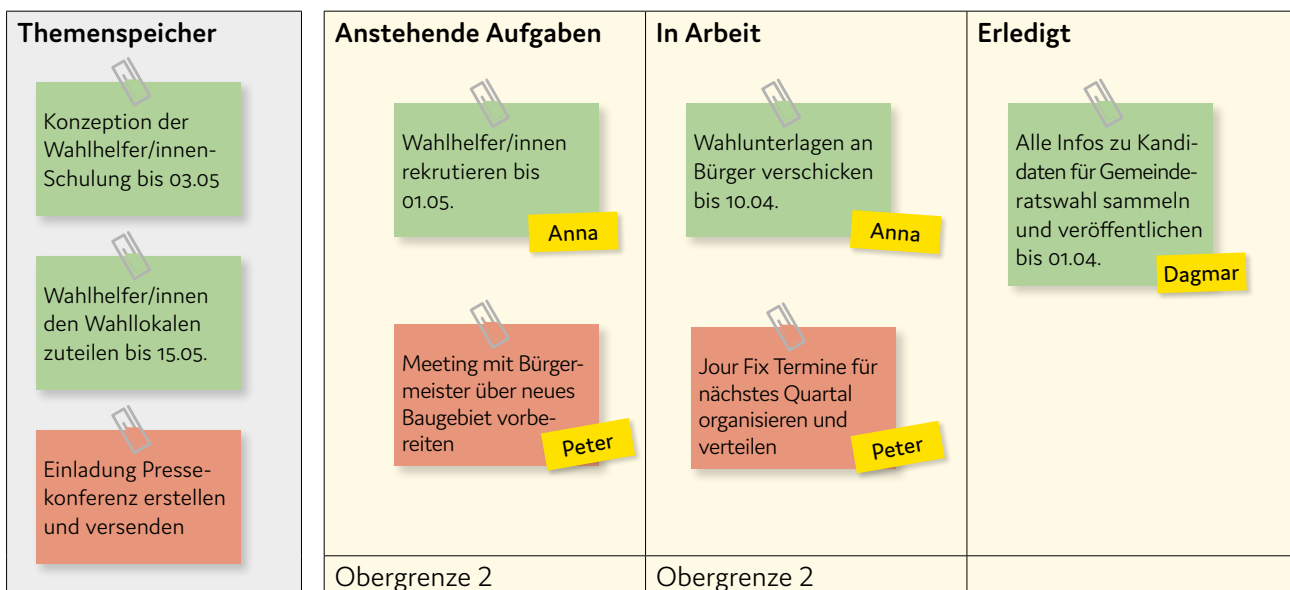 Themenspeicher
Konzeption der
Wahlhelfer/innen-
Schulung bis 03.05
Wahlhelfer/innen
den Wahllokalen
zuteilen bis 15.05.
Einladung Presse-
konferenz erstellen
und versenden
Anstehende Aufgaben
Wahlhelfer/innen
rekrutieren bis
01.05.
Anna
Meeting mit Bürger-
meister über neues
Baugebiet vorbe-
reiten
Peter
Obergrenze 2
In Arbeit
Wahlunterlagen an
Bürger verschicken
bis 10.04.
Anna
Jour Fix Termine für
nächstes Quartal
organisieren und
verteilen
Peter
Obergrenze 2
Erledigt
Alle Infos zu Kandi-
daten für Gemeinde-
ratswahl sammeln
und veröffentlichen
bis 01.04.
Dagmar